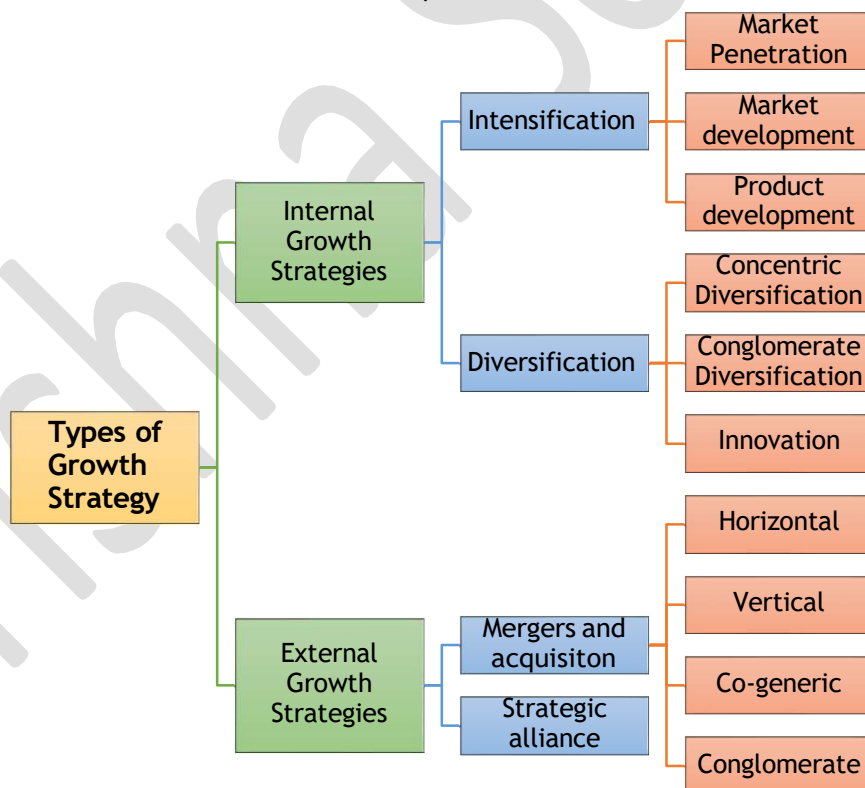 Market
Penetration
Intensification
Market
development
Product
development
Internal
Growth
Strategies
Concentric
Diversification
Diversification
Conglomerate
Diversification
Innovation
Types of
Growth
Strategy
Horizontal
Mergers and
acquisiton
Vertical
External
Growth
Strategies
Co-generic
Strategic
alliance
Conglomerate